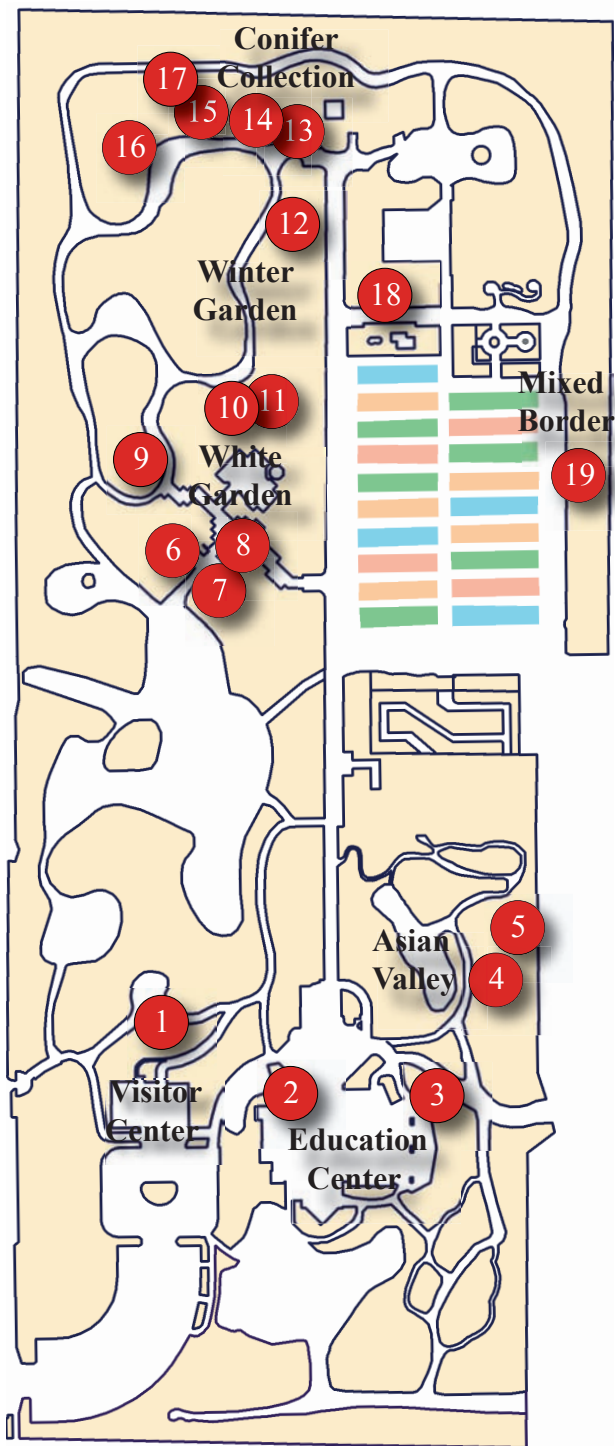 Conifer
Collection
17
15
14
13
16
12
Winter
Garden
18
Mixed
Border
10
11
9
White
Garden
19
6
8
7
5
Asian
Valley
4
1
2
3
Visitor
Center
Education
Center